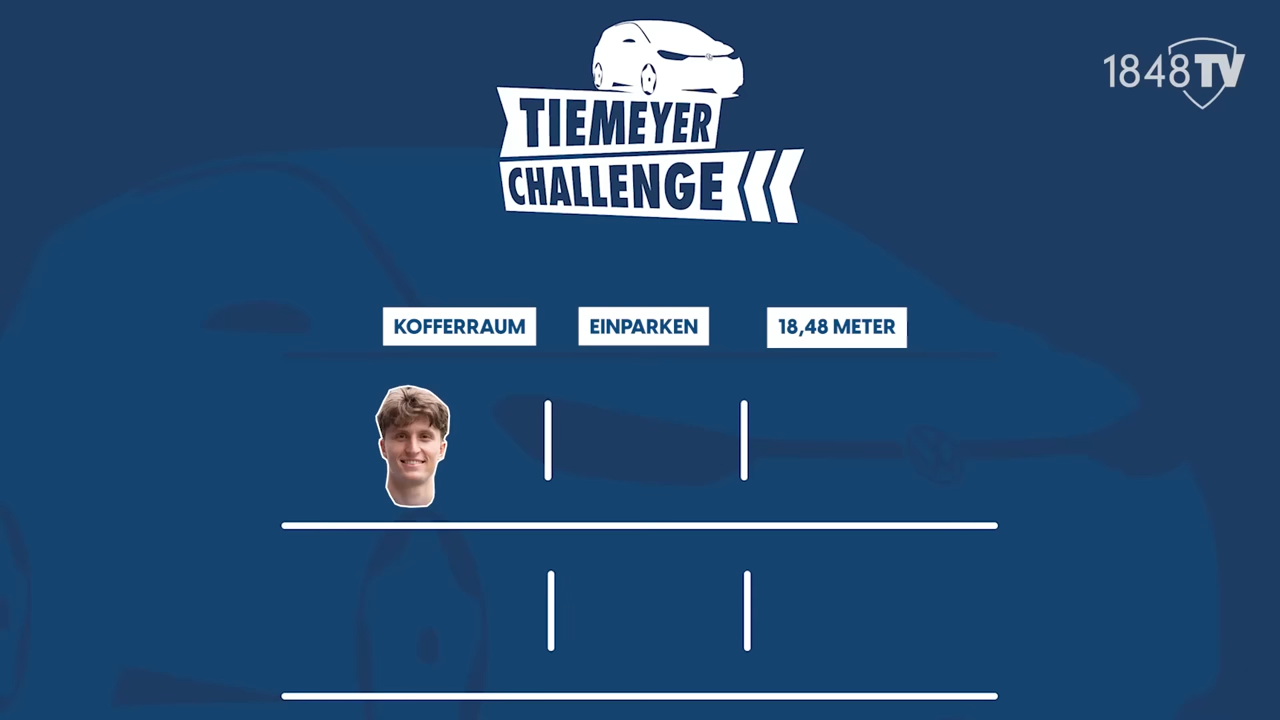 1848TV
TIEMEYER
CHALLENGE
KOFFERRAUM
EINPARKEN
18,48 METER